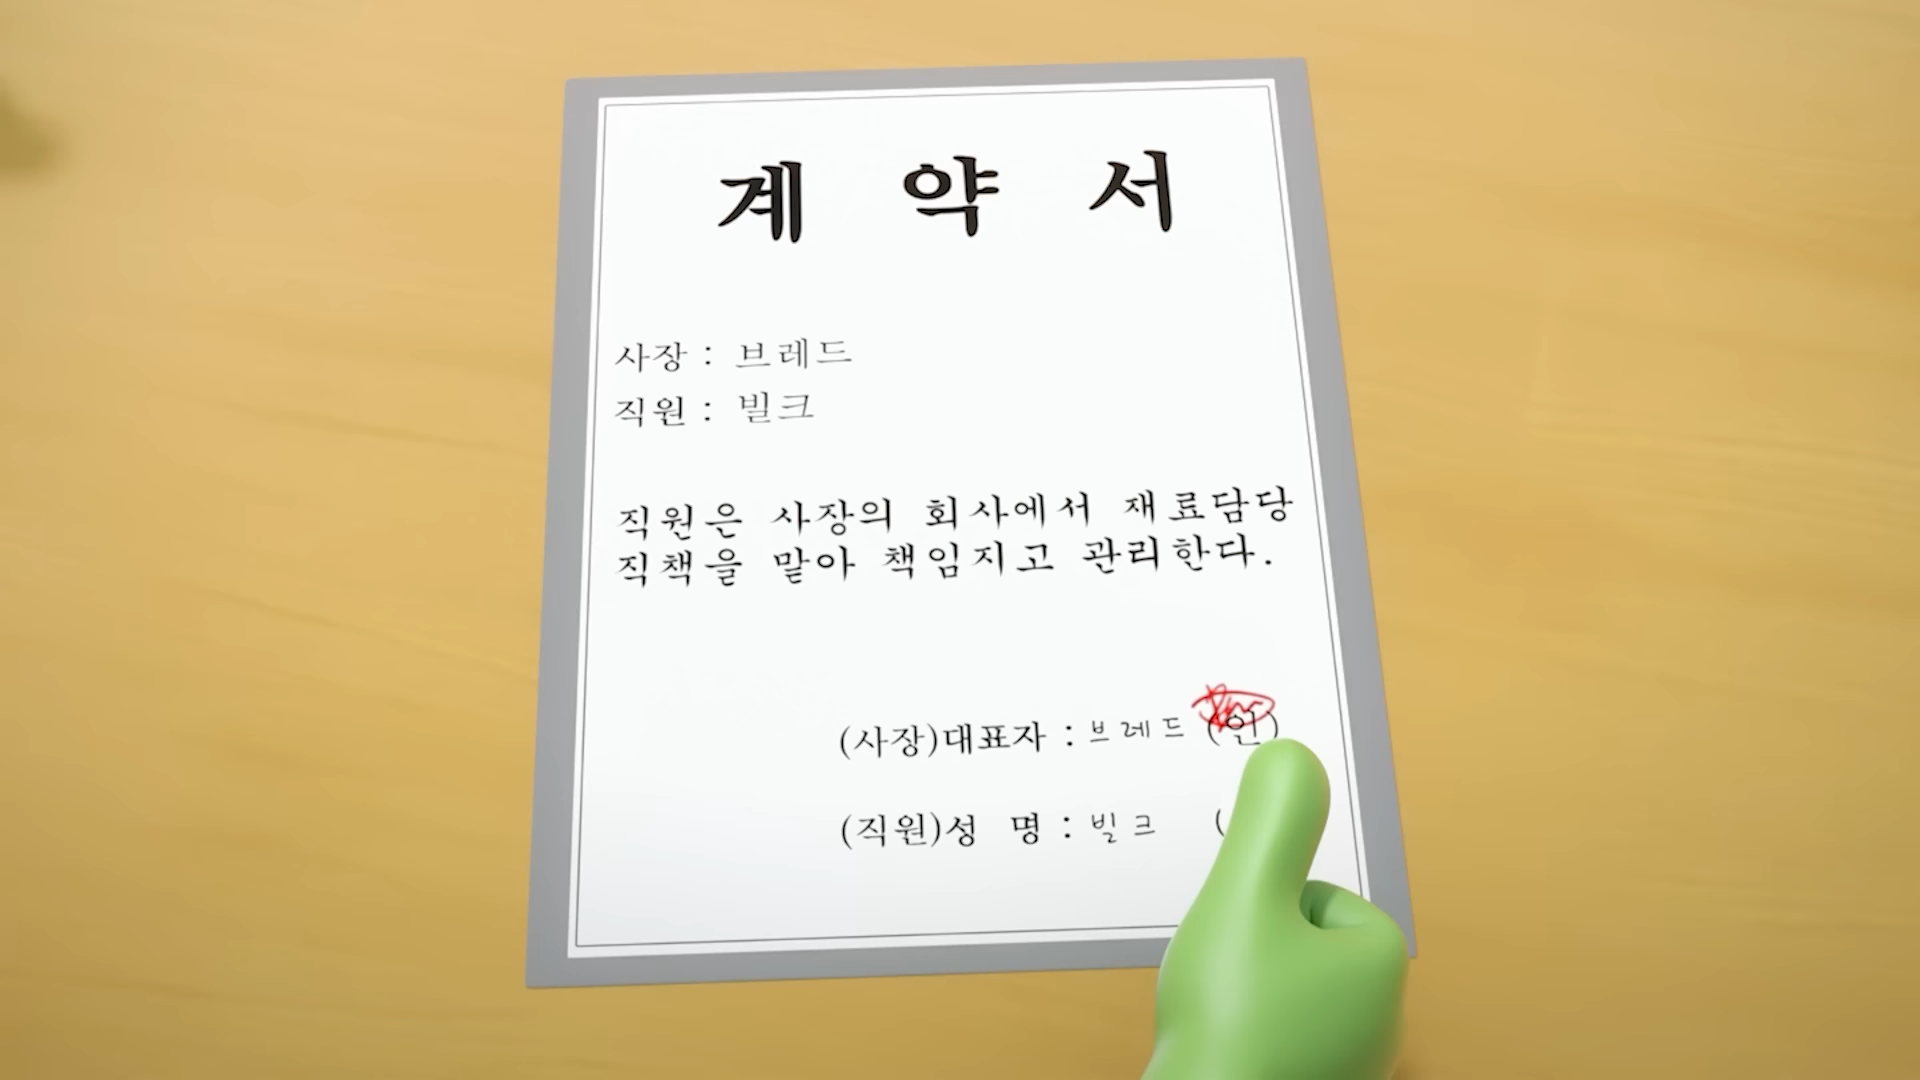 계 약 서
사장 : 브레드
직원 : 빌크
직원은 사장의 회사에서 재료담당
직책을 맡아 책임지고 관리한다.
(사장)대표자 : 브레드 (인)
(직원)성 명 : 빌크 (